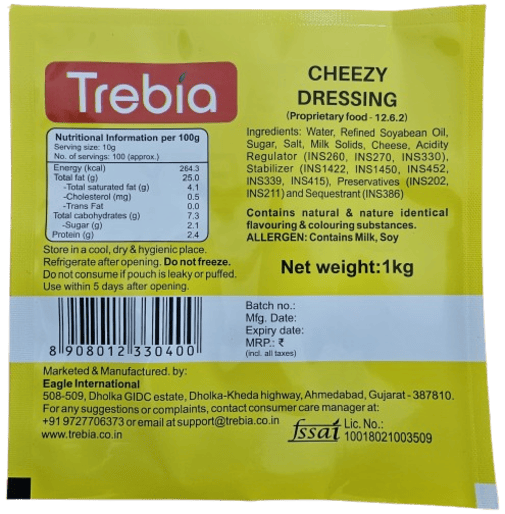 Trebia
CHEEZY
DRESSING
(Proprietary food - 12.6.2)
Ingredients: Water, Refined Soyabean Oil,
Sugar, Salt, Milk Solids, Cheese, Acidity
Regulator (INS260, INS270, INS330),
Stabilizer (INS1422, INS1450, INS452,
INS339, INS415), Preservatives (INS202,
INS211) and Sequestrant (INS386)
Contains natural & nature identical
flavouring & colouring substances.
ALLERGEN: Contains Milk, Soy
Net weight:1kg
Nutritional Information per 100g
Serving size: 10g
No. of servings: 100 (approx.)
Energy (kcal) 264.3
Total fat (g) 25.0
-Total saturated fat (g) 4.1
-Cholesterol (mg) 0.5
-Trans Fat 0.0
Total cabohydrates (g) 7.3
-Sugar (g) 2.1
Protein (g) 2.4
Store in a cool, dry & hygienic place.
Refrigerate after opening. Do not freeze.
Do not consume if pouch is leaky or puffed.
Use within 5 days after opening.
8 908012 330400
Batch no.:
Mfg. Date:
Expiry date:
MRP.: ₹
(incl. all taxes)
Marketed & Manufactured. by:
Eagle International
508-509, Dholka GIDC estate, Dholka-Kheda highway, Ahmedabad, Gujarat - 387810.
For any suggestions or complaints, contact consumer care manager at:
+91 9727706373 or email at support@trebia.co.in
www.trebia.co.in
fssai Lic. No.:
10018021003509